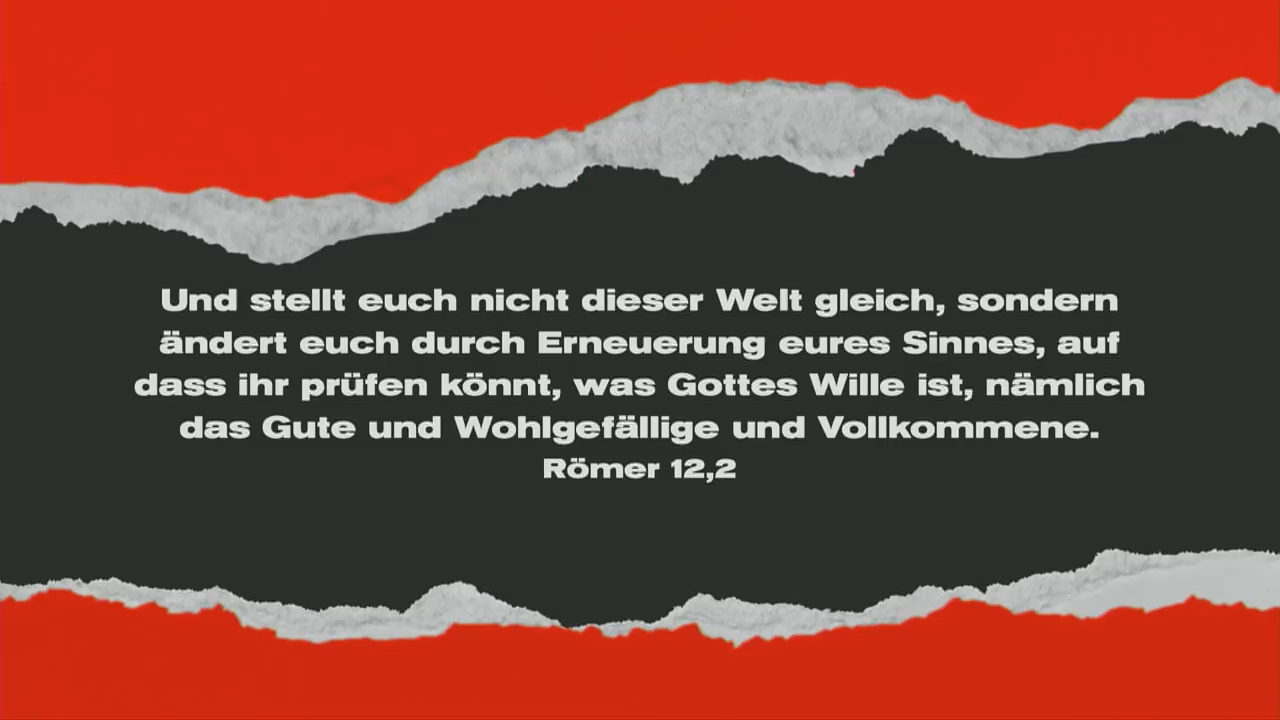 Und stellt euch nicht dieser Welt gleich, sondern
ändert euch durch Erneuerung eures Sinnes, auf
dass ihr prüfen könnt, was Gottes Wille ist, nämlich
das Gute und Wohlgefällige und Vollkommene.
Römer 12,2